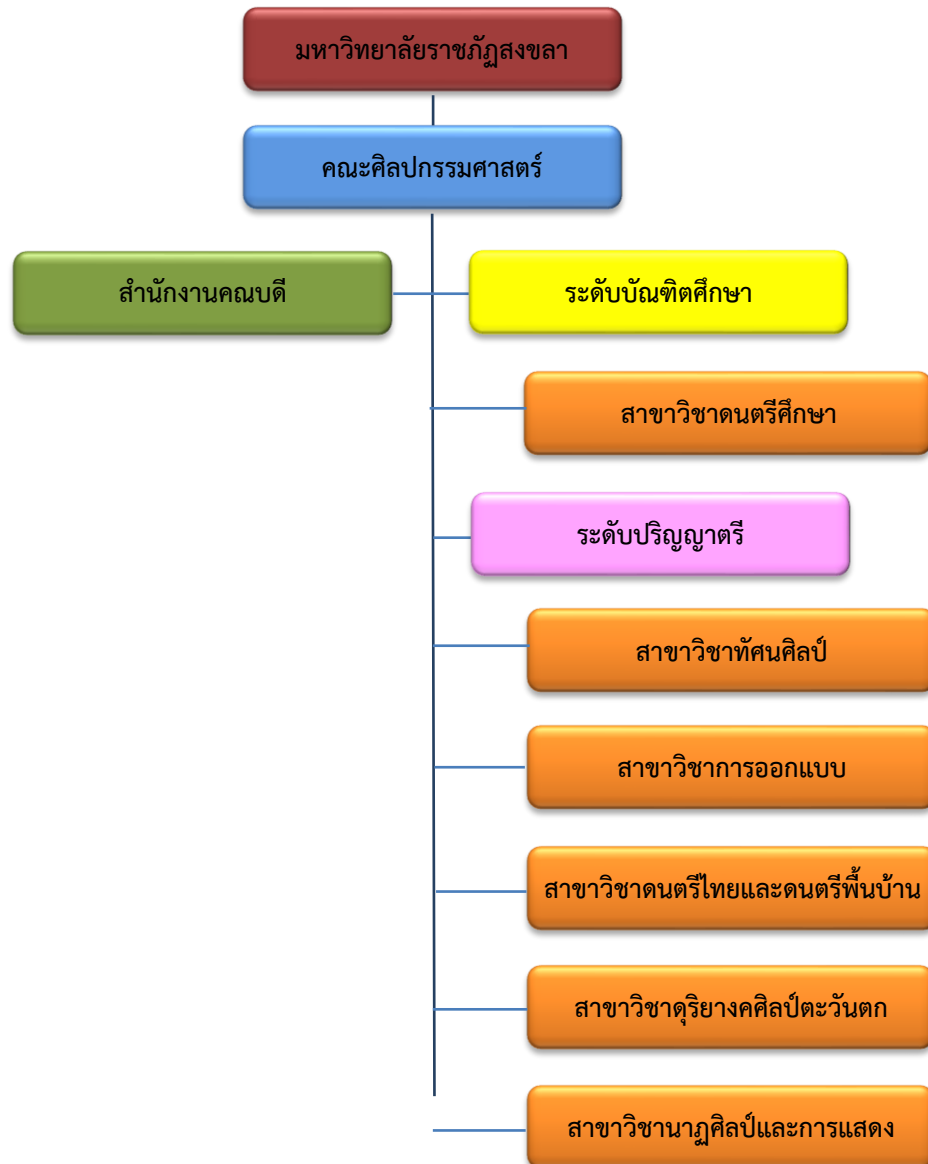 มหาวิทยาลัยราชภัฏสงขลา
คณะศิลปกรรมศาสตร์
สำนักงานคณบดี
ระดับบัณฑิตศึกษา
สาขาวิชาดนตรีศึกษา
ระดับปริญญาตรี
สาขาวิชาทัศนศิลป์
สาขาวิชาการออกแบบ
สาขาวิชาดนตรีไทยและดนตรีพื้นบ้าน
สาขาวิชาดุริยางคศิลป์ตะวันตก
สาขาวิชานาฏศิลป์และการแสดง